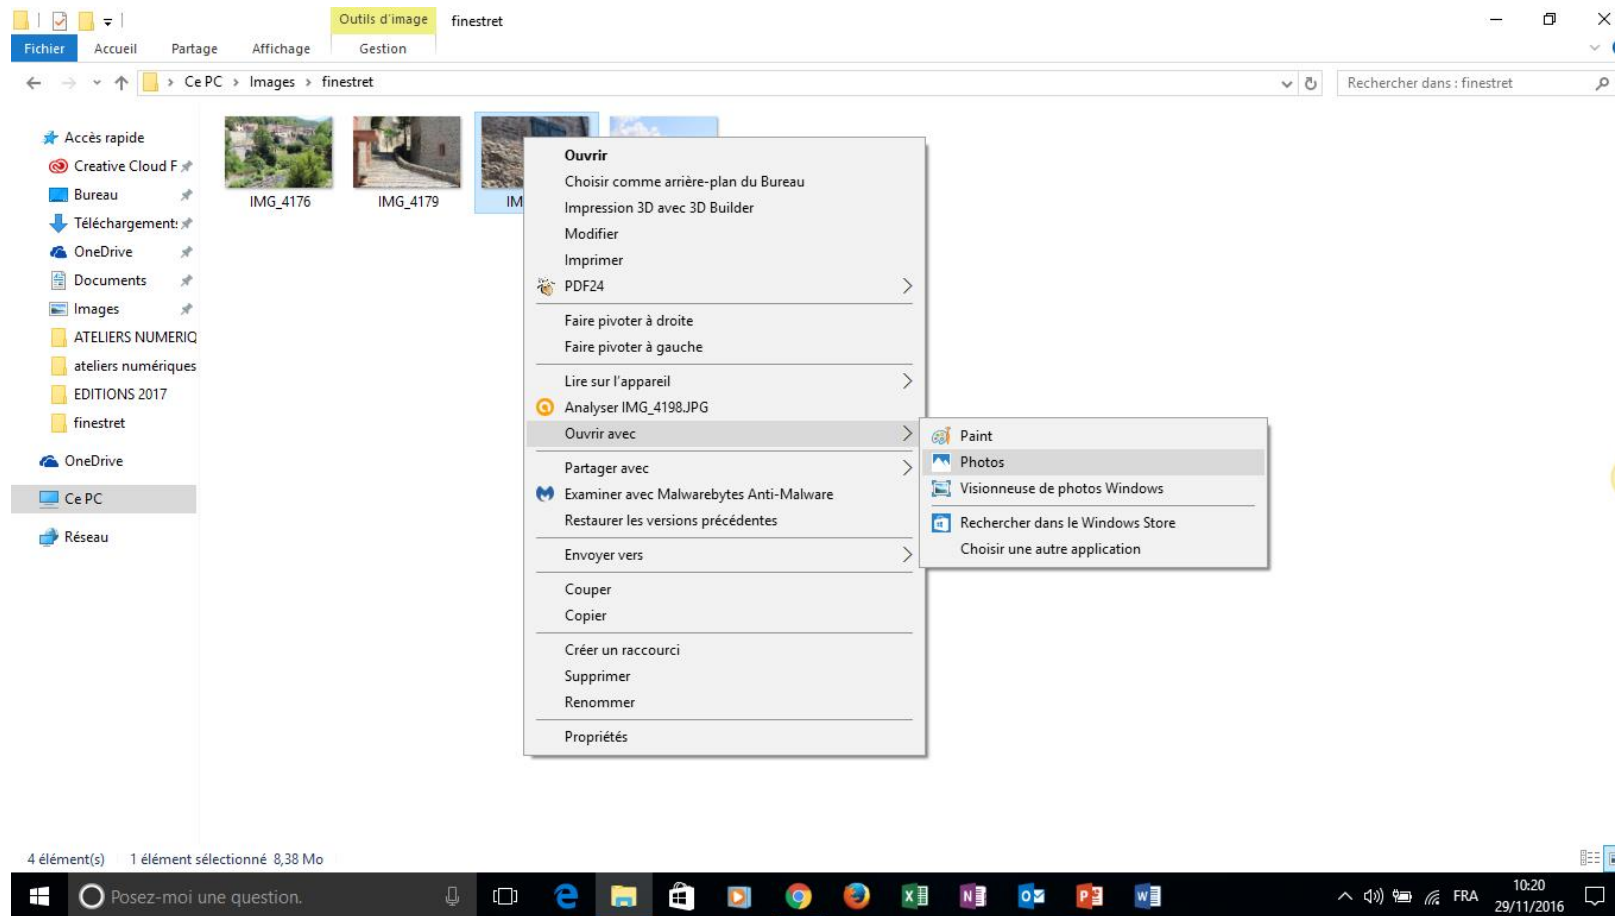 Outils d'image finestret
Fichier Accueil Partage Affichage Gestion
Ce PC Images finestret
Rechercher dans : finestret
Accès rapide
Creative Cloud F
Bureau
Téléchargement
OneDrive
Documents
Images
ATELIERS NUMERIQ
ateliers numériques
EDITIONS 2017
finestret
OneDrive
Ce PC
Réseau
IMG_4176
IMG_4179
IM
Ouvrir
Choisir comme arrière-plan du Bureau
Impression 3D avec 3D Builder
Modifier
Imprimer
PDF24
Faire pivoter à droite
Faire pivoter à gauche
Lire sur l'appareil
Analyser IMG_4198.JPG
Ouvrir avec
Partager avec
Examiner avec Malwarebytes Anti-Malware
Restaurer les versions précédentes
Envoyer vers
Couper
Copier
Créer un raccourci
Supprimer
Renommer
Propriétés
Paint
Photos
Visionneuse de photos Windows
Rechercher dans le Windows Store
Choisir une autre application
4 élément(s) 1 élément sélectionné 8,38 Mo
Posez-moi une question.
FRA
10:20
29/11/2016